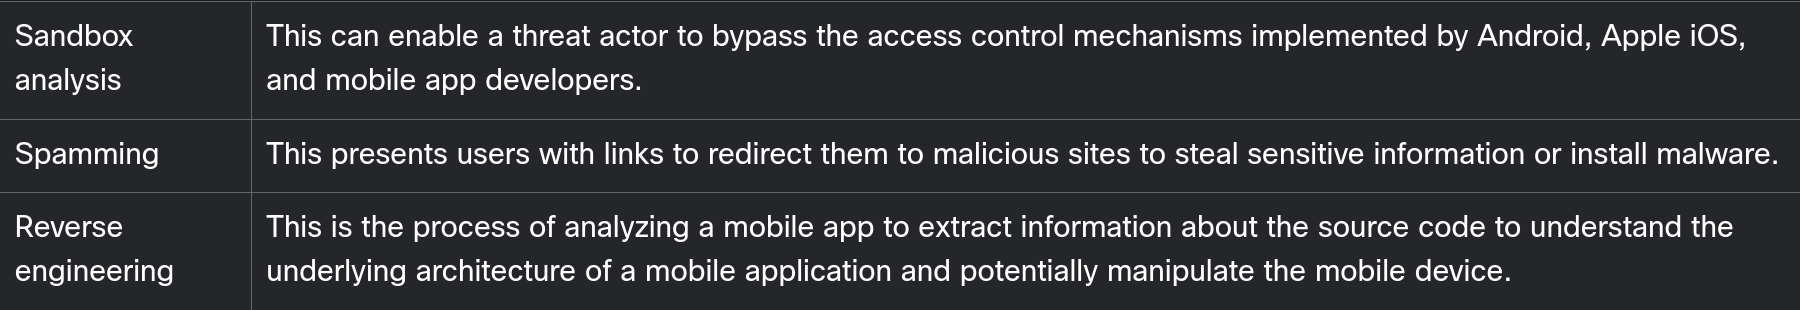 Sandbox
analysis
This can enable a threat actor to bypass the access control mechanisms implemented by Android, Apple iOS,
and mobile app developers.
Spamming
This presents users with links to redirect them to malicious sites to steal sensitive information or install malware.
Reverse
engineering
This is the process of analyzing a mobile app to extract information about the source code to understand the
underlying architecture of a mobile application and potentially manipulate the mobile device.